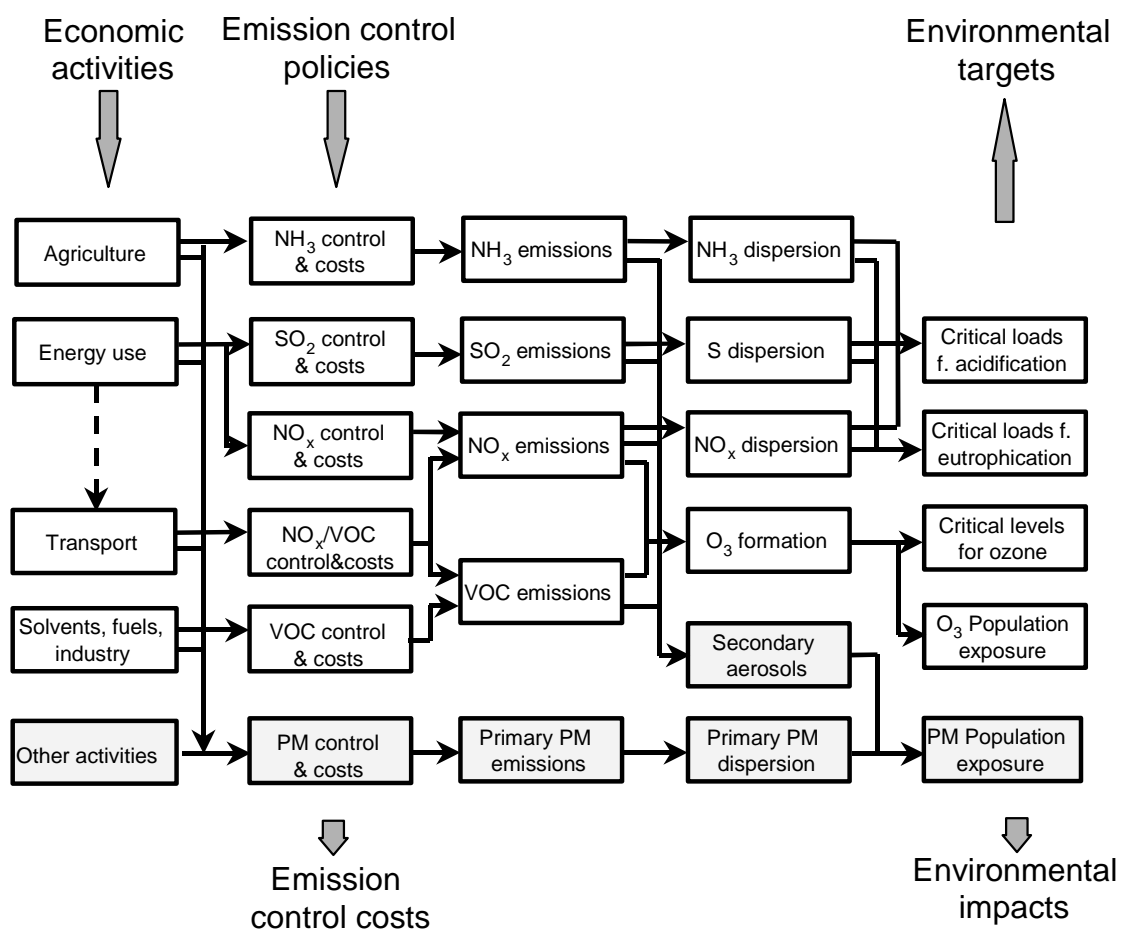 Economic
activities
Emission control
policies
Environmental
targets
Agriculture
NH₃ control
& costs
NH₃ emissions
NH₃ dispersion
Energy use
SO₂ control
& costs
SO₂ emissions
S dispersion
Critical loads
f. acidification
NOₓ control
& costs
NOₓ emissions
NOₓ dispersion
Critical loads f.
eutrophication
Transport
NOₓ/VOC
control&costs
O₃ formation
Critical levels
for ozone
VOC emissions
Solvents, fuels,
industry
VOC control
& costs
Secondary
aerosols
O₃ Population
exposure
Other activities
PM control
& costs
Primary PM
emissions
Primary PM
dispersion
PM Population
exposure
Emission
control costs
Environmental
impacts